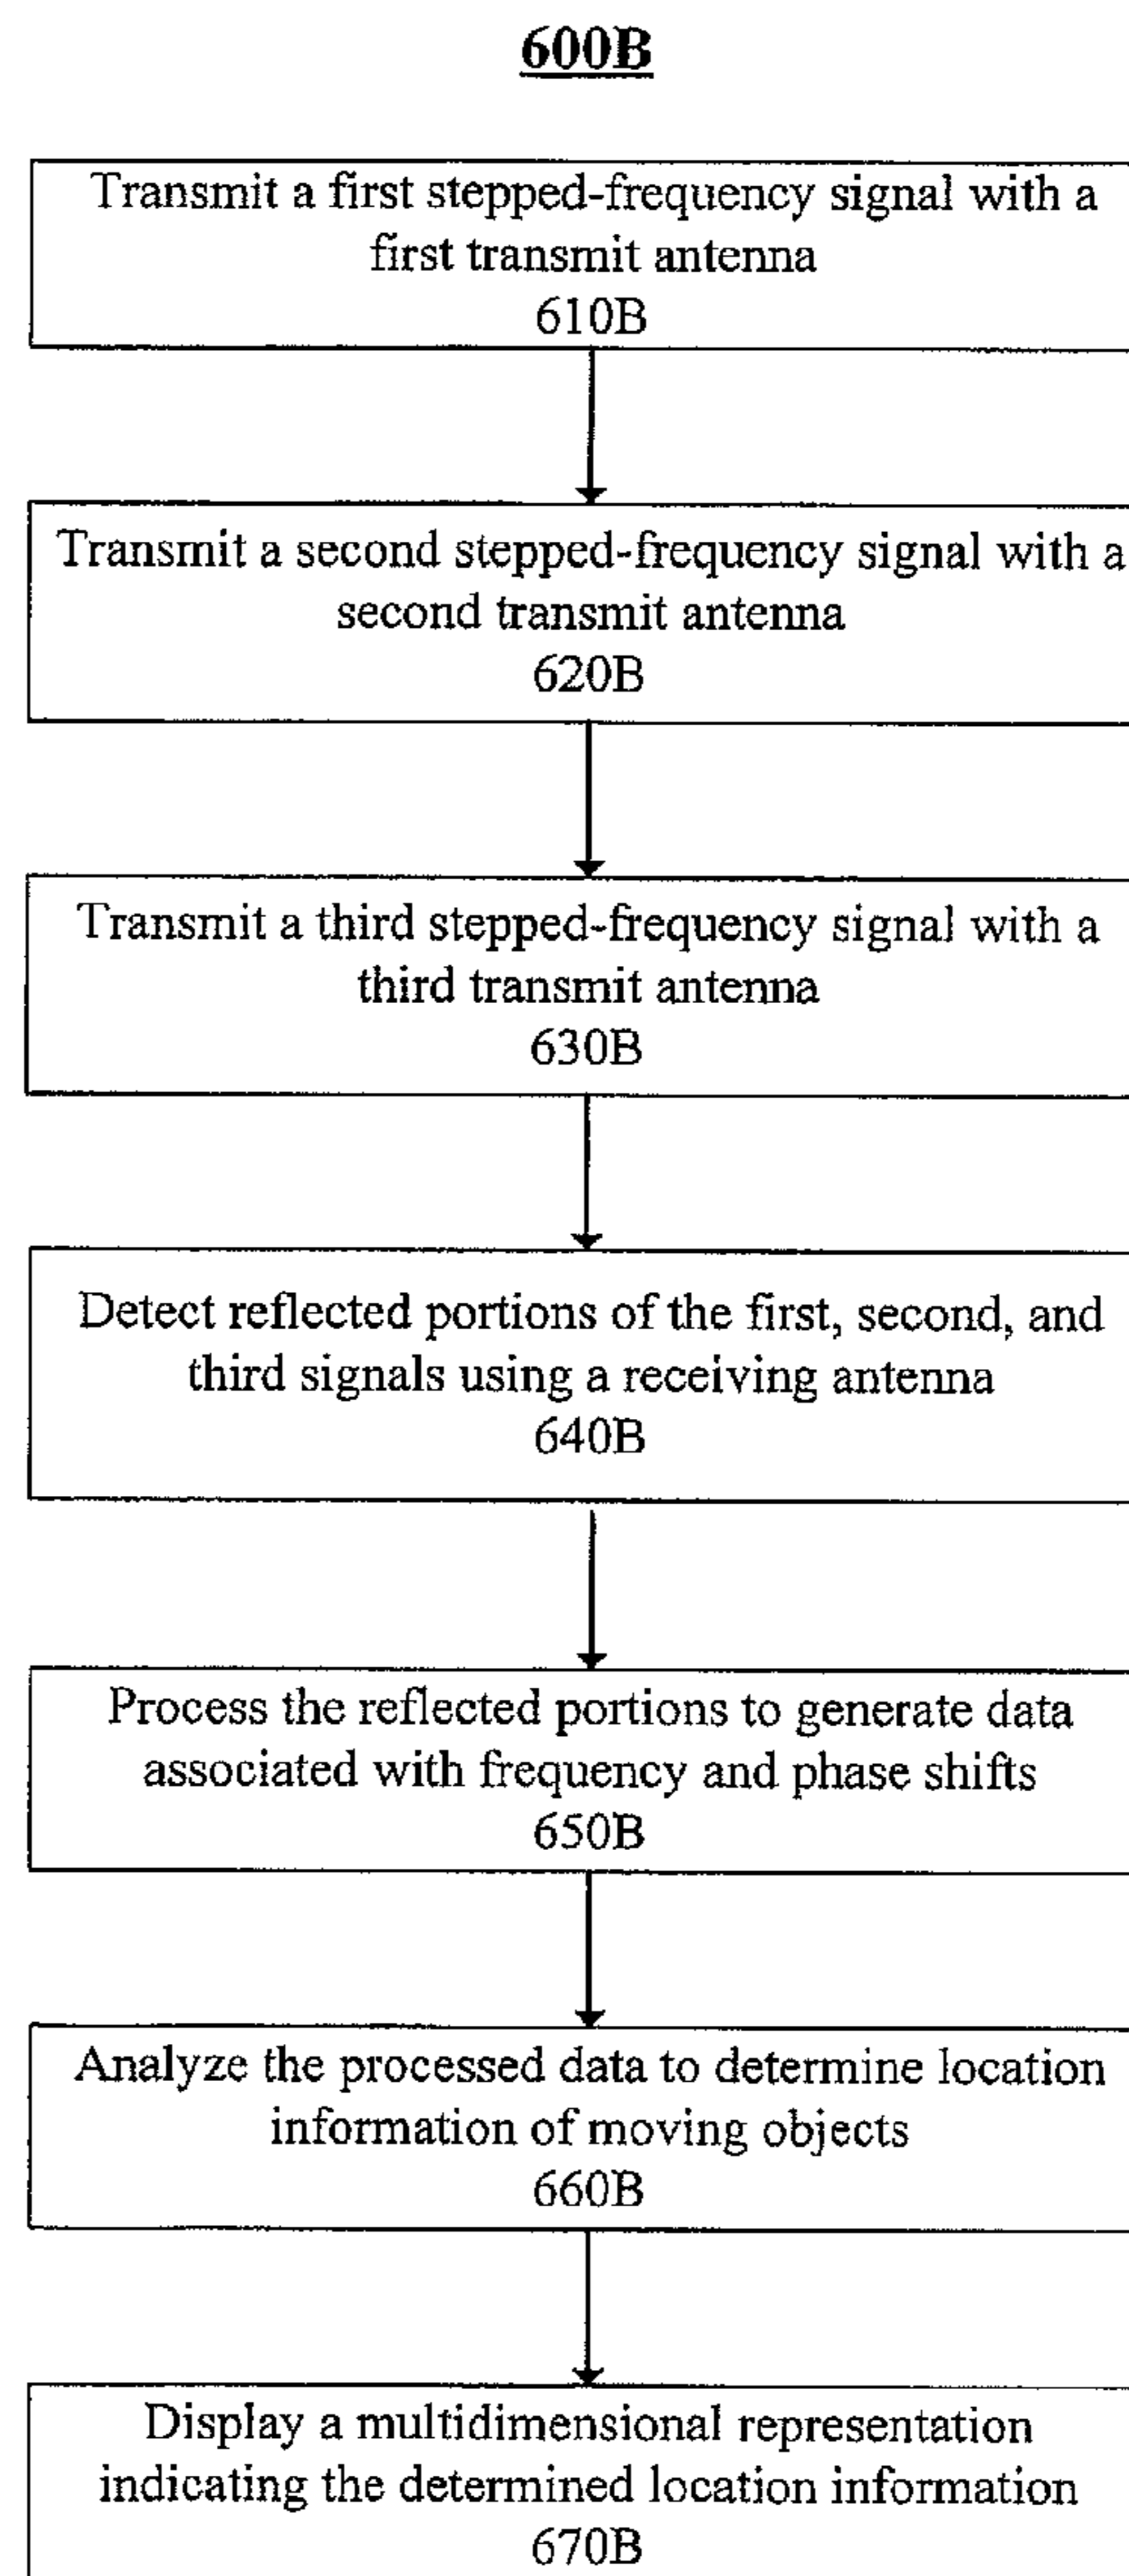 600B
Transmit a first stepped-frequency signal with a
first transmit antenna
610B
Transmit a second stepped-frequency signal with a
second transmit antenna
620B
Transmit a third stepped-frequency signal with a
third transmit antenna
630B
Detect reflected portions of the first, second, and
third signals using a receiving antenna
640B
Process the reflected portions to generate data
associated with frequency and phase shifts
650B
Analyze the processed data to determine location
information of moving objects
660B
Display a multidimensional representation
indicating the determined location information
670B